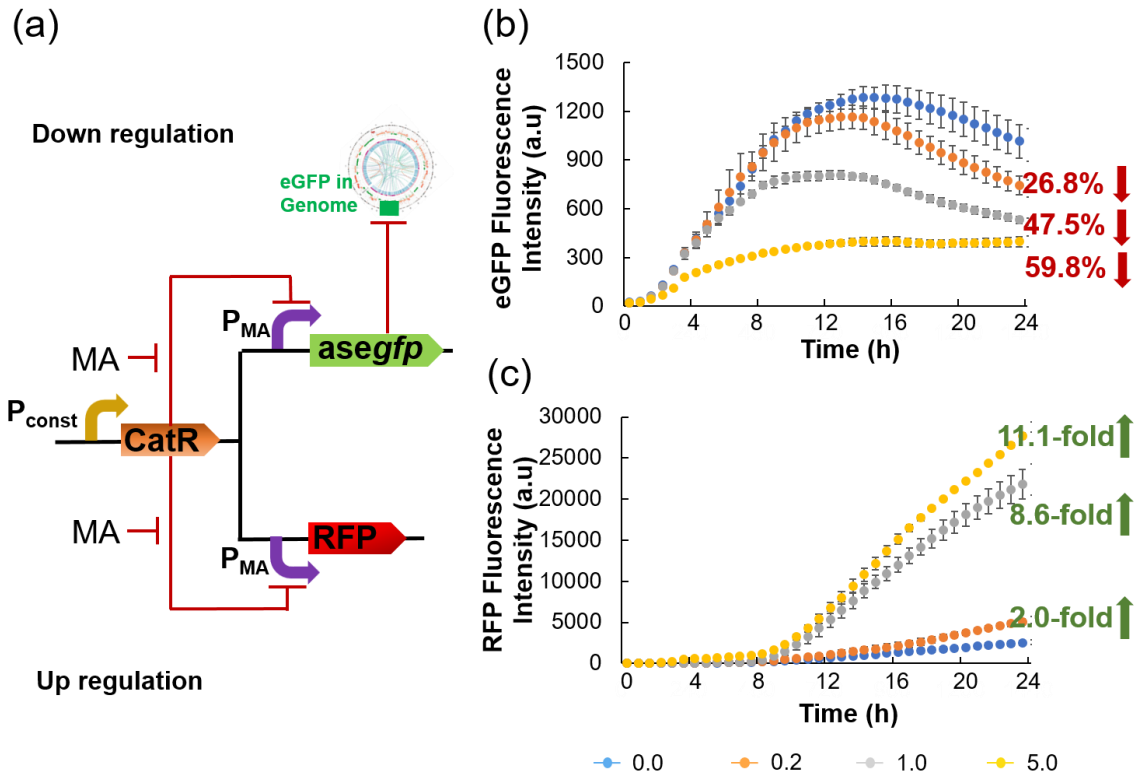 (a)
Down regulation
eGFP in
Genome
P_MA
asegfp
MA
P_const
CatR
MA
RFP
P_MA
Up regulation
(b)
eGFP Fluorescence
Intensity (a.u)
1500
1200
900
600
300
0
0 4 8 12 16 20 24
Time (h)
26.8%
47.5%
59.8%
(c)
RFP Fluorescence
Intensity (a.u)
30000
25000
20000
15000
10000
5000
0
0 4 8 12 16 20 24
Time (h)
11.1-fold
8.6-fold
2.0-fold
0.0 0.2 1.0 5.0